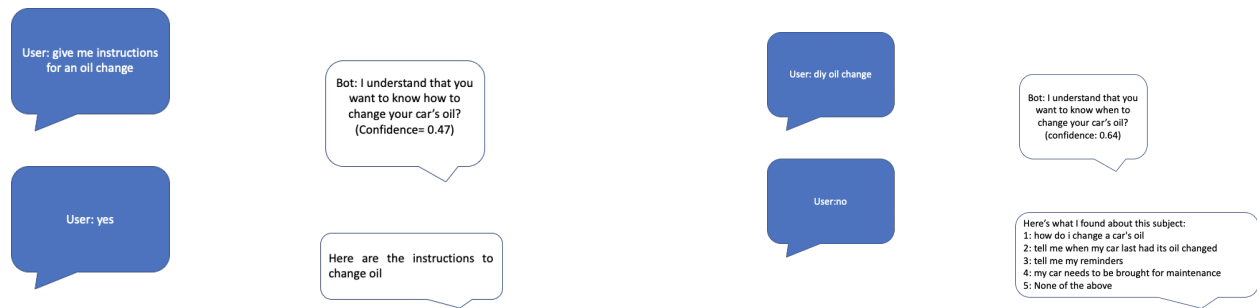 User: give me instructions
for an oil change
Bot: I understand that you
want to know how to
change your car's oil?
(Confidence= 0.47)
User: yes
Here are the instructions to
change oil
User: diy oil change
Bot: I understand that you
want to know when to
change your car's oil?
(confidence: 0.64)
User:no
Here's what I found about this subject:
1: how do i change a car's oil
2: tell me when my car last had its oil changed
3: tell me my reminders
4: my car needs to be brought for maintenance
5: None of the above